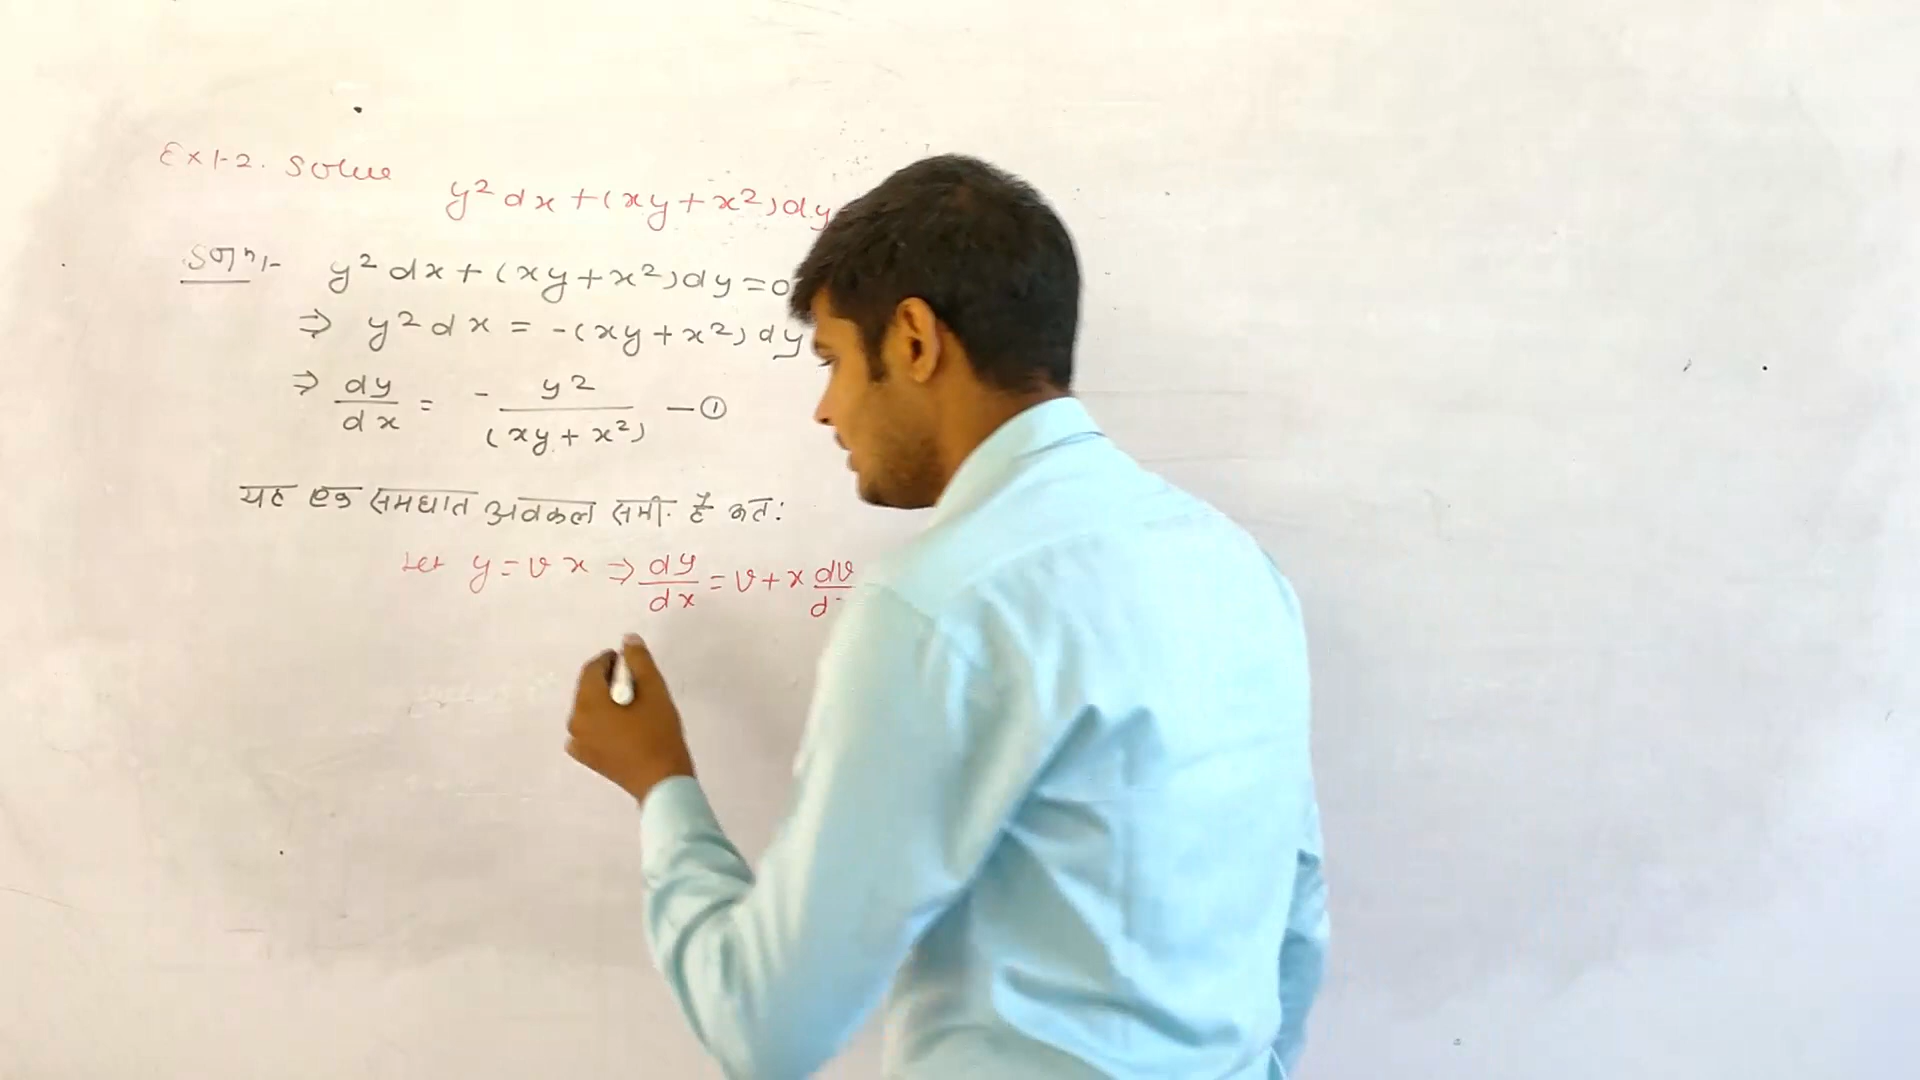 Ex1-2. Solve
y² dx + (xy + x²) dy
Solⁿ:- y² dx + (xy + x²) dy = 0
⇒ y² dx = -(xy + x²) dy
⇒ dy/dx = - y²/(xy + x²) — ①
यह एक समघात अवकल समी. है अत:
Let y = v x ⇒ dy/dx = v + x dv/d